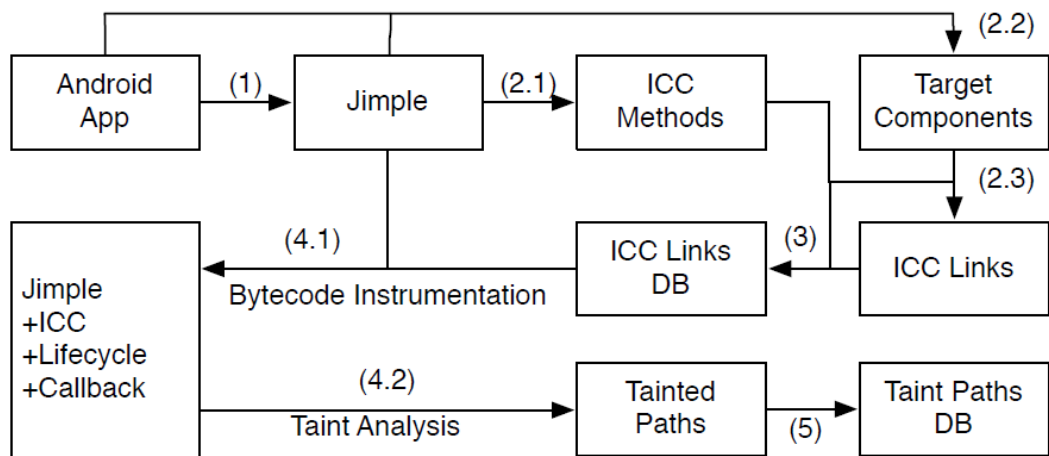 (2.2)
Android
App
(1)
Jimple
(2.1)
ICC
Methods
Target
Components
(2.3)
Jimple
+ICC
+Lifecycle
+Callback
(4.1)
Bytecode Instrumentation
ICC Links
DB
(3)
ICC Links
(4.2)
Taint Analysis
Tainted
Paths
(5)
Taint Paths
DB